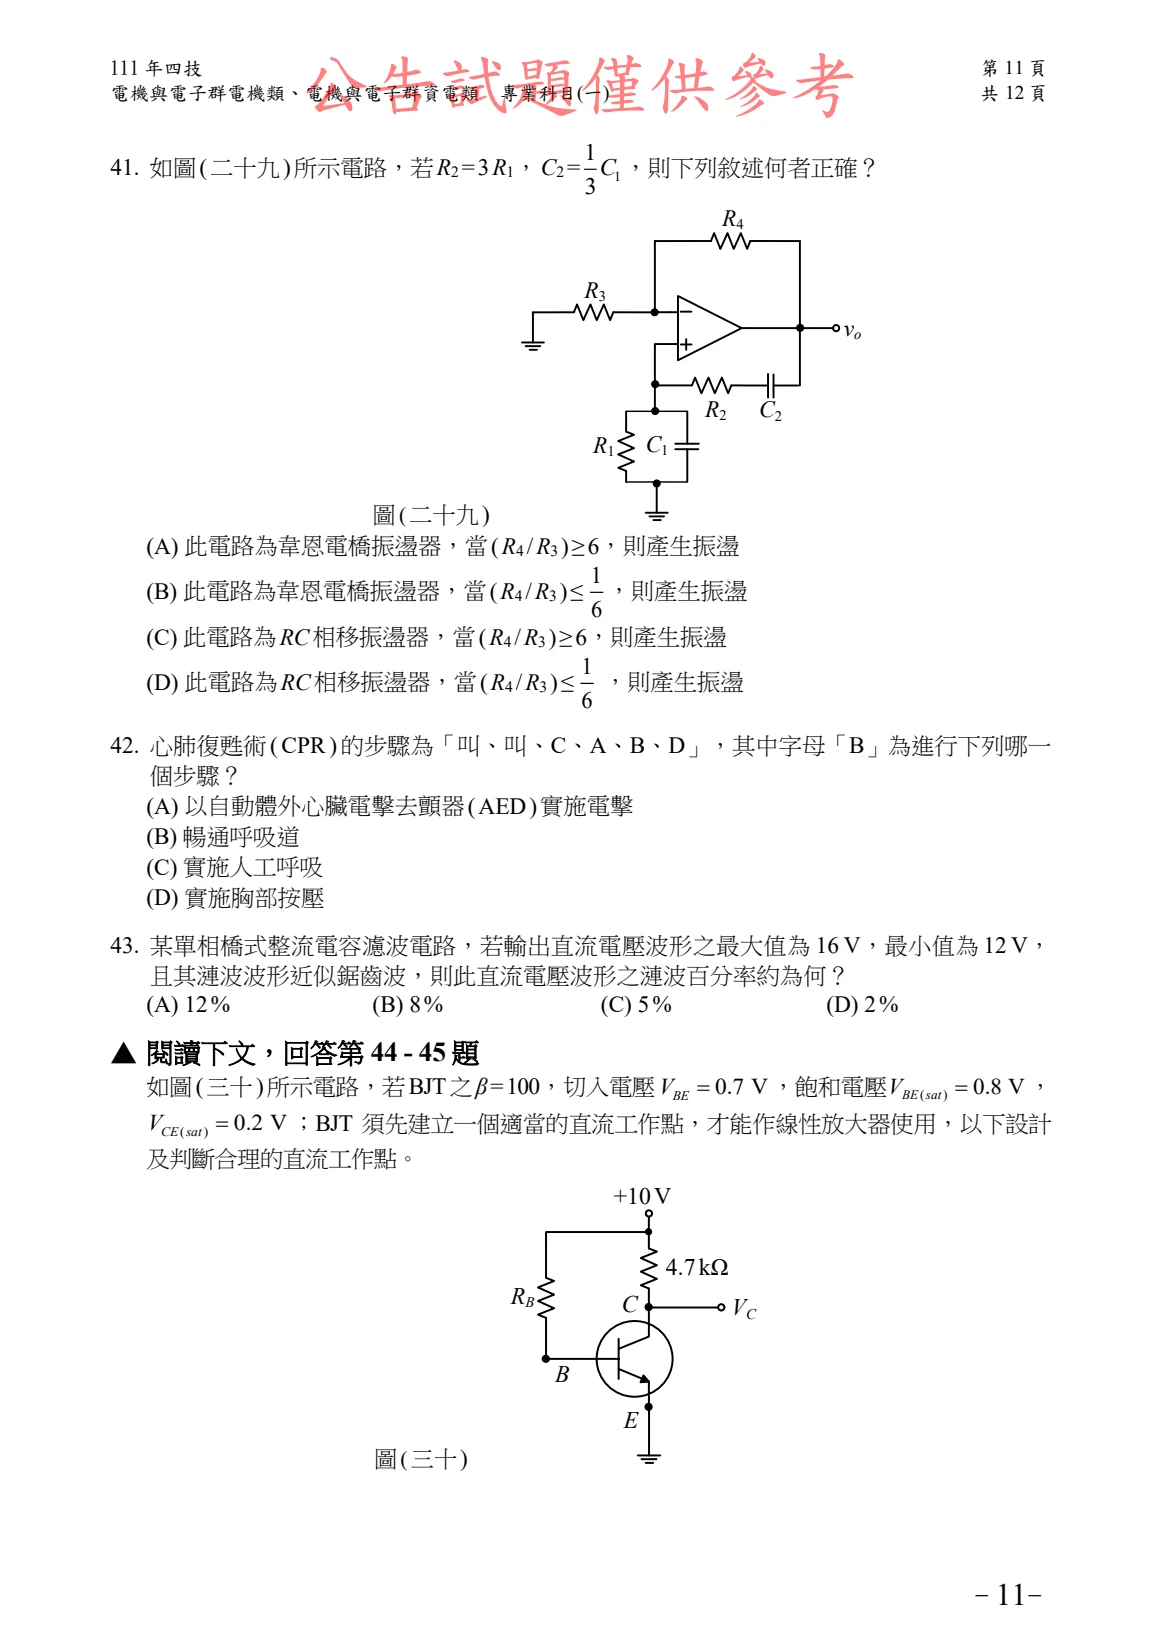 111 年四技
第 11 頁
公告試題僅供參考
電機與電子群電機類、電機與電子群資電類 專業科目(一)
共 12 頁
41. 如圖(二十九)所示電路，若R2=3R1，C2=1/3 C1，則下列敘述何者正確？
R4
R3
−
+
vo
R2
C2
R1
C1
圖(二十九)
(A) 此電路為韋恩電橋振盪器，當(R4/R3)≥6，則產生振盪
(B) 此電路為韋恩電橋振盪器，當(R4/R3)≤1/6，則產生振盪
(C) 此電路為RC相移振盪器，當(R4/R3)≥6，則產生振盪
(D) 此電路為RC相移振盪器，當(R4/R3)≤1/6，則產生振盪
42. 心肺復甦術(CPR)的步驟為「叫、叫、C、A、B、D」，其中字母「B」為進行下列哪一
個步驟？
(A) 以自動體外心臟電擊去顫器(AED)實施電擊
(B) 暢通呼吸道
(C) 實施人工呼吸
(D) 實施胸部按壓
43. 某單相橋式整流電容濾波電路，若輸出直流電壓波形之最大值為 16 V，最小值為 12 V，
且其漣波波形近似鋸齒波，則此直流電壓波形之漣波百分率約為何？
(A) 12% (B) 8% (C) 5% (D) 2%
▲ 閱讀下文，回答第 44 - 45 題
如圖(三十)所示電路，若BJT之β=100，切入電壓VBE = 0.7 V，飽和電壓VBE(sat) = 0.8 V，
VCE(sat) = 0.2 V；BJT 須先建立一個適當的直流工作點，才能作線性放大器使用，以下設計
及判斷合理的直流工作點。
+10V
4.7kΩ
RB
C
VC
B
E
圖(三十)
- 11-